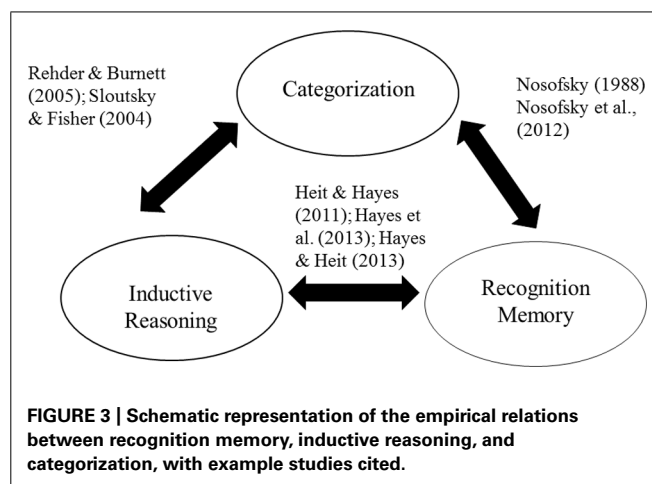 Rehder & Burnett
(2005); Sloutsky
& Fisher (2004)
Categorization
Nosofsky (1988)
Nosofsky et al.,
(2012)
Heit & Hayes
(2011); Hayes et
al. (2013); Hayes
& Heit (2013)
Inductive
Reasoning
Recognition
Memory
FIGURE 3 | Schematic representation of the empirical relations
between recognition memory, inductive reasoning, and
categorization, with example studies cited.